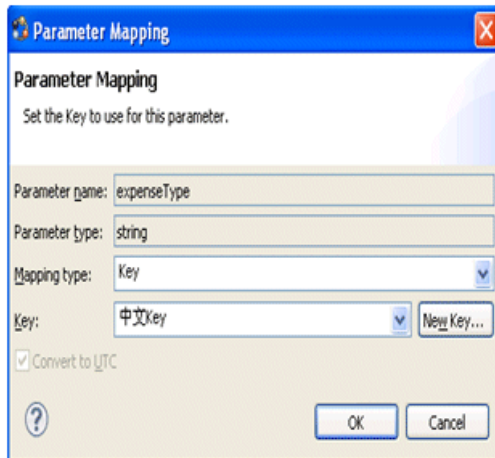 Parameter Mapping
Parameter Mapping
Set the Key to use for this parameter.
Parameter name: expenseType
Parameter type: string
Mapping type: Key
Key: 中文Key New Key...
Convert to UTC
? OK Cancel